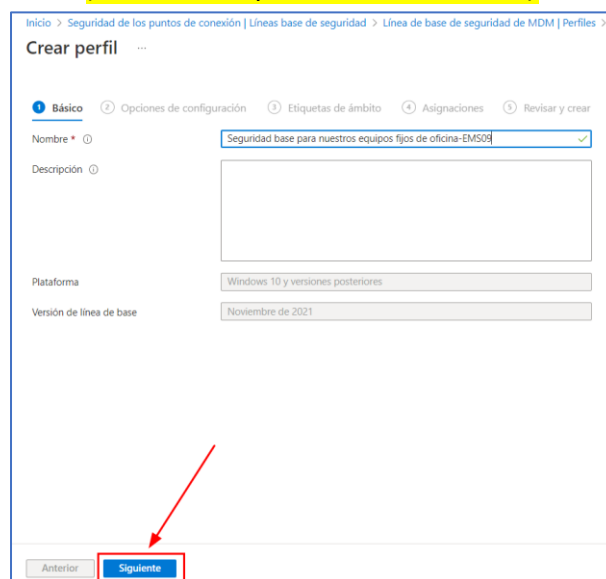 Inicio > Seguridad de los puntos de conexión | Líneas base de seguridad > Línea de base de seguridad de MDM | Perfiles >
Crear perfil ...
1 Básico 2 Opciones de configuración 3 Etiquetas de ámbito 4 Asignaciones 5 Revisar y crear
Nombre * Seguridad base para nuestros equipos fijos de oficina-EMS09
Descripción
Plataforma Windows 10 y versiones posteriores
Versión de línea de base Noviembre de 2021
Anterior Siguiente